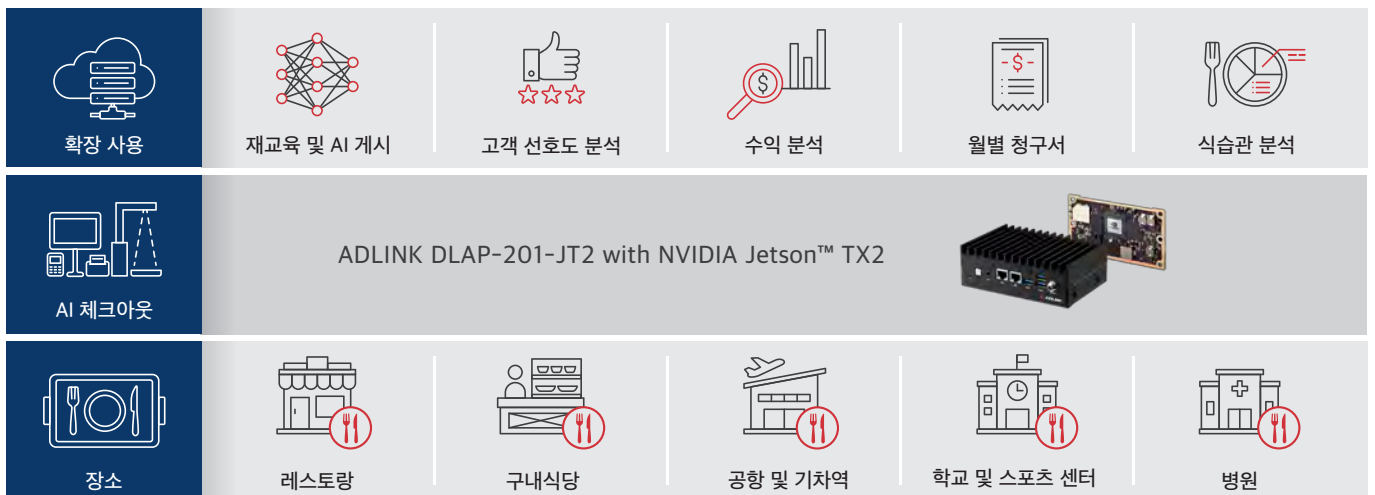 확장 사용
재교육 및 AI 게시
고객 선호도 분석
수익 분석
월별 청구서
식습관 분석
AI 체크아웃
ADLINK DLAP-201-JT2 with NVIDIA Jetson™ TX2
ADLINK
장소
레스토랑
구내식당
공항 및 기차역
학교 및 스포츠 센터
병원